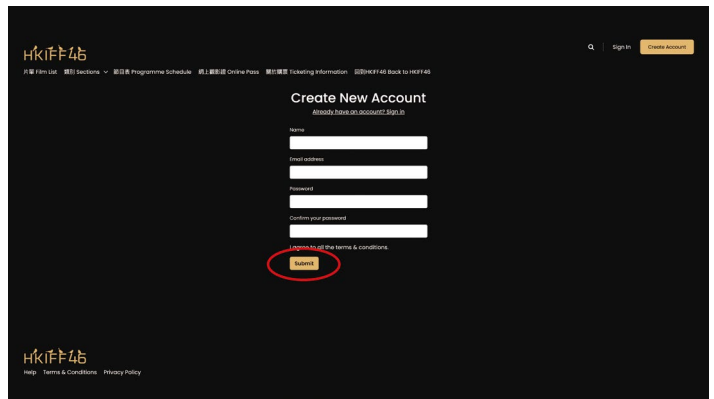 HKIFF46
Sign In
Create Account
片單 Film List 類別 Sections 節目表 Programme Schedule 網上觀影證 Online Pass 關於購票 Ticketing Information 回到HKIFF46 Back to HKIFF46
Create New Account
Already have an account? Sign in
Name
Email address
Password
Confirm your password
I agree to all the terms & conditions.
Submit
HKIFF46
Help Terms & Conditions Privacy Policy